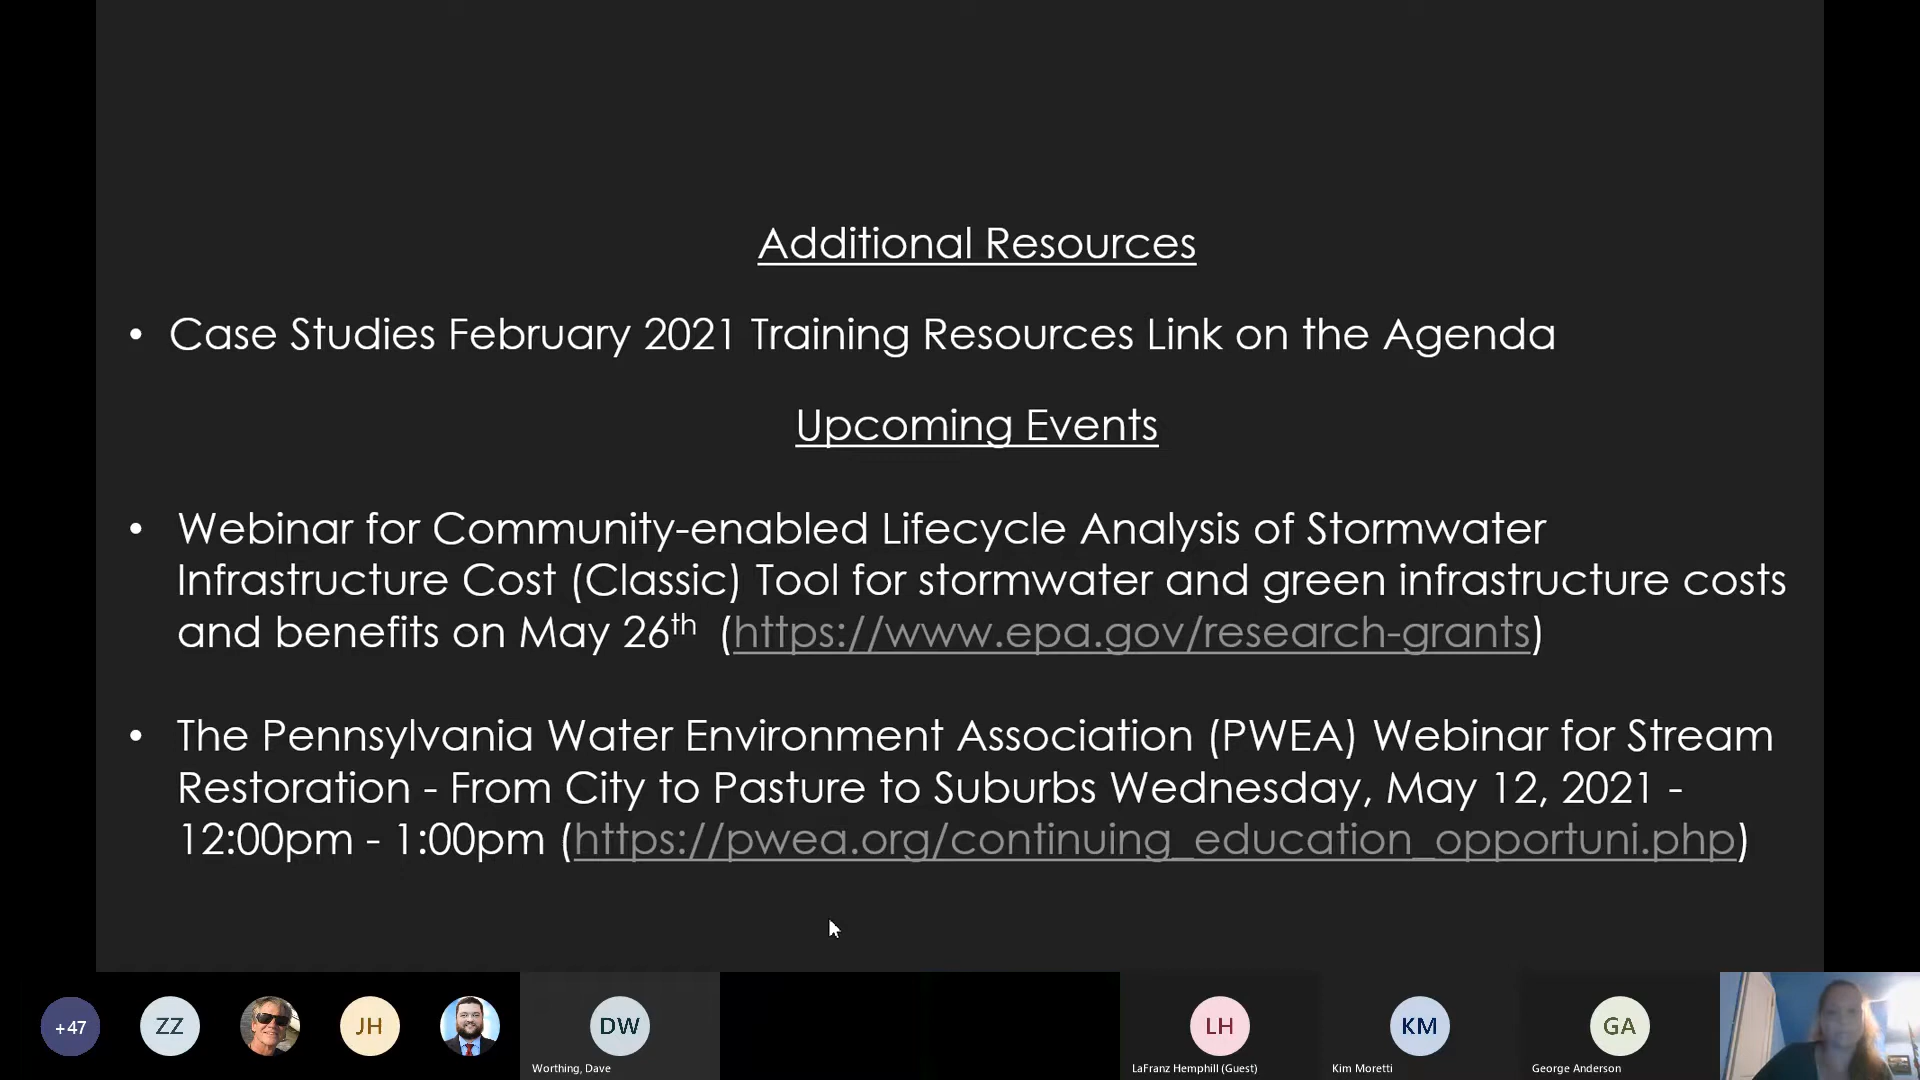 Additional Resources
• Case Studies February 2021 Training Resources Link on the Agenda
Upcoming Events
• Webinar for Community-enabled Lifecycle Analysis of Stormwater
Infrastructure Cost (Classic) Tool for stormwater and green infrastructure costs
and benefits on May 26th (https://www.epa.gov/research-grants)
• The Pennsylvania Water Environment Association (PWEA) Webinar for Stream
Restoration - From City to Pasture to Suburbs Wednesday, May 12, 2021 -
12:00pm - 1:00pm (https://pwea.org/continuing_education_opportuni.php)
+47 ZZ JH DW LH KM GA
Worthing, Dave LaFranz Hemphill (Guest) Kim Moretti George Anderson